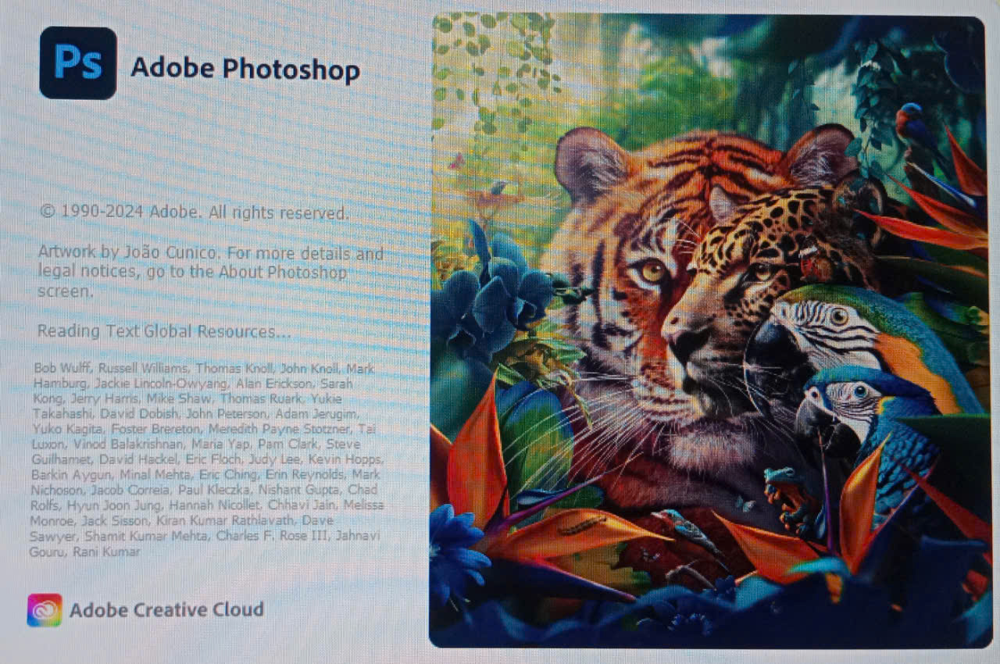 Ps
Adobe Photoshop
© 1990-2024 Adobe. All rights reserved.
Artwork by João Cunico. For more details and
legal notices, go to the About Photoshop
screen.
Reading Text Global Resources...
Bob Wulff, Russell Williams, Thomas Knoll, John Knoll, Mark
Hamburg, Jackie Lincoln-Owyang, Alan Erickson, Sarah
Kong, Jerry Harris, Mike Shaw, Thomas Ruark, Yukie
Takahashi, David Dobish, John Peterson, Adam Jerugim,
Yuko Kagita, Foster Brereton, Meredith Payne Stotzner, Tai
Luxon, Vinod Balakrishnan, Maria Yap, Pam Clark, Steve
Guilhamet, David Hackel, Eric Floch, Judy Lee, Kevin Hopps,
Barkin Aygun, Minal Mehta, Eric Ching, Erin Reynolds, Mark
Nichoson, Jacob Correia, Paul Kleczka, Nishant Gupta, Chad
Rolfs, Hyun Joon Jung, Hannah Nicollet, Chhavi Jain, Melissa
Monroe, Jack Sisson, Kiran Kumar Rathlavath, Dave
Sawyer, Shamit Kumar Mehta, Charles F. Rose III, Jahnavi
Gouru, Rani Kumar
Adobe Creative Cloud